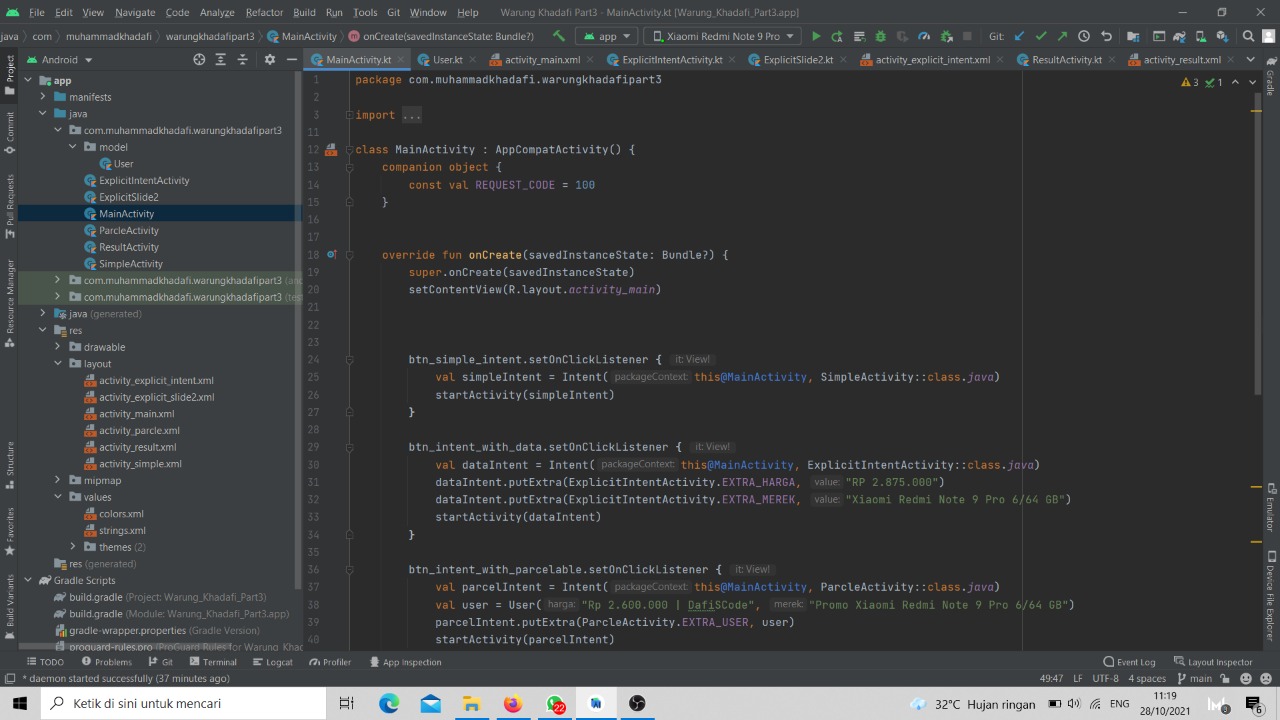 File Edit View Navigate Code Analyze Refactor Build Run Tools Git Window Help Warung Khadafi Part3 - MainActivity.kt [Warung_Khadafi_Part3.app]
java com muhammadkhadafi warungkhadafipart3 MainActivity onCreate(savedInstanceState: Bundle?) app Xiaomi Redmi Note 9 Pro Git:
Android
MainActivity.kt User.kt activity_main.xml ExplicitIntentActivity.kt ExplicitSlide2.kt activity_explicit_intent.xml ResultActivity.kt activity_result.xml
Project
Commit
Pull Requests
Resource Manager
Structure
Favorites
Build Variants
app
manifests
java
com.muhammadkhadafi.warungkhadafipart3
model
User
ExplicitIntentActivity
ExplicitSlide2
MainActivity
ParcleActivity
ResultActivity
SimpleActivity
com.muhammadkhadafi.warungkhadafipart3
com.muhammadkhadafi.warungkhadafipart3
java (generated)
res
drawable
layout
activity_explicit_intent.xml
activity_explicit_slide2.xml
activity_main.xml
activity_parcle.xml
activity_result.xml
activity_simple.xml
mipmap
values
colors.xml
strings.xml
themes (2)
res (generated)
Gradle Scripts
build.gradle (Project: Warung_Khadafi_Part3)
build.gradle (Module: Warung_Khadafi_Part3.app)
gradle-wrapper.properties (Gradle Version)
proguard-rules.pro (ProGuard Rules for Warung_Khad
1 package com.muhammadkhadafi.warungkhadafipart3
2
3 import ...
11
12 class MainActivity : AppCompatActivity() {
13 companion object {
14 const val REQUEST_CODE = 100
15 }
16
17
18 override fun onCreate(savedInstanceState: Bundle?) {
19 super.onCreate(savedInstanceState)
20 setContentView(R.layout.activity_main)
21
22
23
24 btn_simple_intent.setOnClickListener { it: View!
25 val simpleIntent = Intent( packageContext: this@MainActivity, SimpleActivity::class.java)
26 startActivity(simpleIntent)
27 }
28
29 btn_intent_with_data.setOnClickListener { it: View!
30 val dataIntent = Intent( packageContext: this@MainActivity, ExplicitIntentActivity::class.java)
31 dataIntent.putExtra(ExplicitIntentActivity.EXTRA_HARGA, value: "RP 2.875.000")
32 dataIntent.putExtra(ExplicitIntentActivity.EXTRA_MEREK, value: "Xiaomi Redmi Note 9 Pro 6/64 GB")
33 startActivity(dataIntent)
34 }
35
36 btn_intent_with_parcelable.setOnClickListener { it: View!
37 val parcelIntent = Intent( packageContext: this@MainActivity, ParcleActivity::class.java)
38 val user = User( harga: "Rp 2.600.000 | DafiSCode", merek: "Promo Xiaomi Redmi Note 9 Pro 6/64 GB")
39 parcelIntent.putExtra(ParcleActivity.EXTRA_USER, user)
40 startActivity(parcelIntent)
3 1
Gradle
Emulator
Device File Explorer
TODO Problems Git Terminal Logcat Profiler App Inspection Event Log Layout Inspector
* daemon started successfully (37 minutes ago) 49:47 LF UTF-8 4 spaces main
Ketik di sini untuk mencari 22 32°C Hujan ringan ENG 11:19
28/10/2021 6